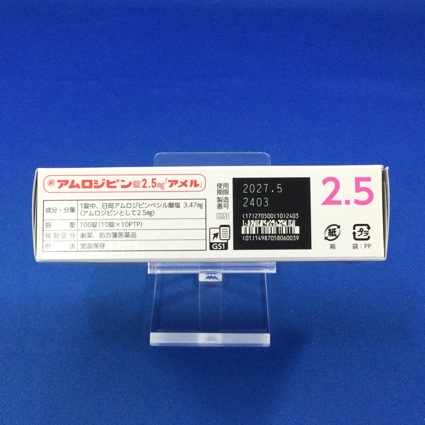 アムロジピン錠2.5mg「アメル」
成分・分量 1錠中、日局アムロジピンベシル酸塩 3.47mg
(アムロジピンとして2.5mg)
容量 100錠(10錠×10PTP)
規制区分 劇薬、処方箋医薬品
貯法 室温保存
GS1
使用期限 2027.5
製造番号 2403
GS1 (17)270500(10)2403
(01)14987058060039
2.5
紙
箱
プラ
袋:PP